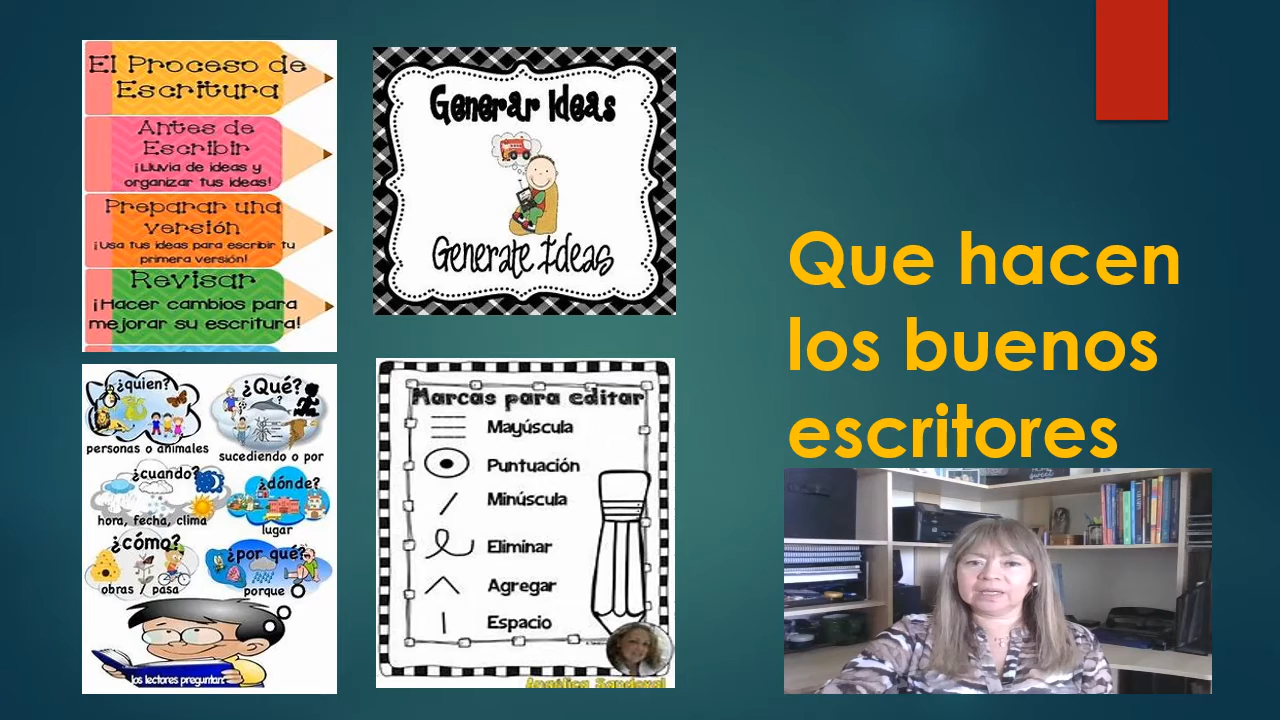 El Proceso de
Escritura
Antes de
Escribir
¡Lluvia de ideas y
organizar tus ideas!
Preparar una
versión
¡Usa tus ideas para escribir tu
primera versión!
Revisar
¡Hacer cambios para
mejorar su escritura!
Generar Ideas
Generate Ideas
¿quien?
personas o animales
¿Qué?
sucediendo o por
¿cuando?
hora, fecha, clima
¿dónde?
lugar
¿cómo?
obras / pasa
¿por qué?
porque
los lectores preguntan:
Marcas para editar
Mayúscula
Puntuación
Minúscula
Eliminar
Agregar
Espacio
Angélica Sandoval
Que hacen
los buenos
escritores